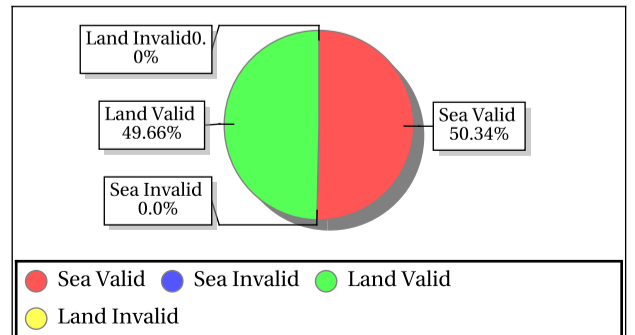 Land Invalid0.
0%
Land Valid
49.66%
Sea Valid
50.34%
Sea Invalid
0.0%
Sea Valid Sea Invalid Land Valid
Land Invalid